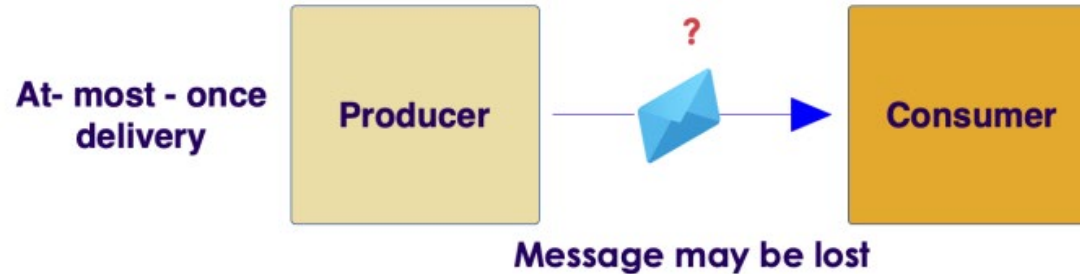 ?
At- most - once
delivery
Producer
Consumer
Message may be lost